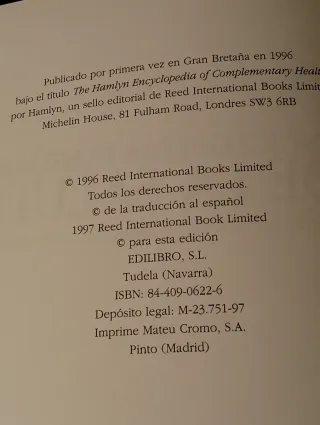 Publicado por primera vez en Gran Bretaña en 1996
bajo el título The Hamlyn Encyclopedia of Complementary Heal
por Hamlyn, un sello editorial de Reed International Books Limit
Michelin House, 81 Fulham Road, Londres SW3 6RB
© 1996 Reed International Books Limited
Todos los derechos reservados.
© de la traducción al español
1997 Reed International Book Limited
© para esta edición
EDILIBRO, S.L.
Tudela (Navarra)
ISBN: 84-409-0622-6
Depósito legal: M-23.751-97
Imprime Mateu Cromo, S.A.
Pinto (Madrid)